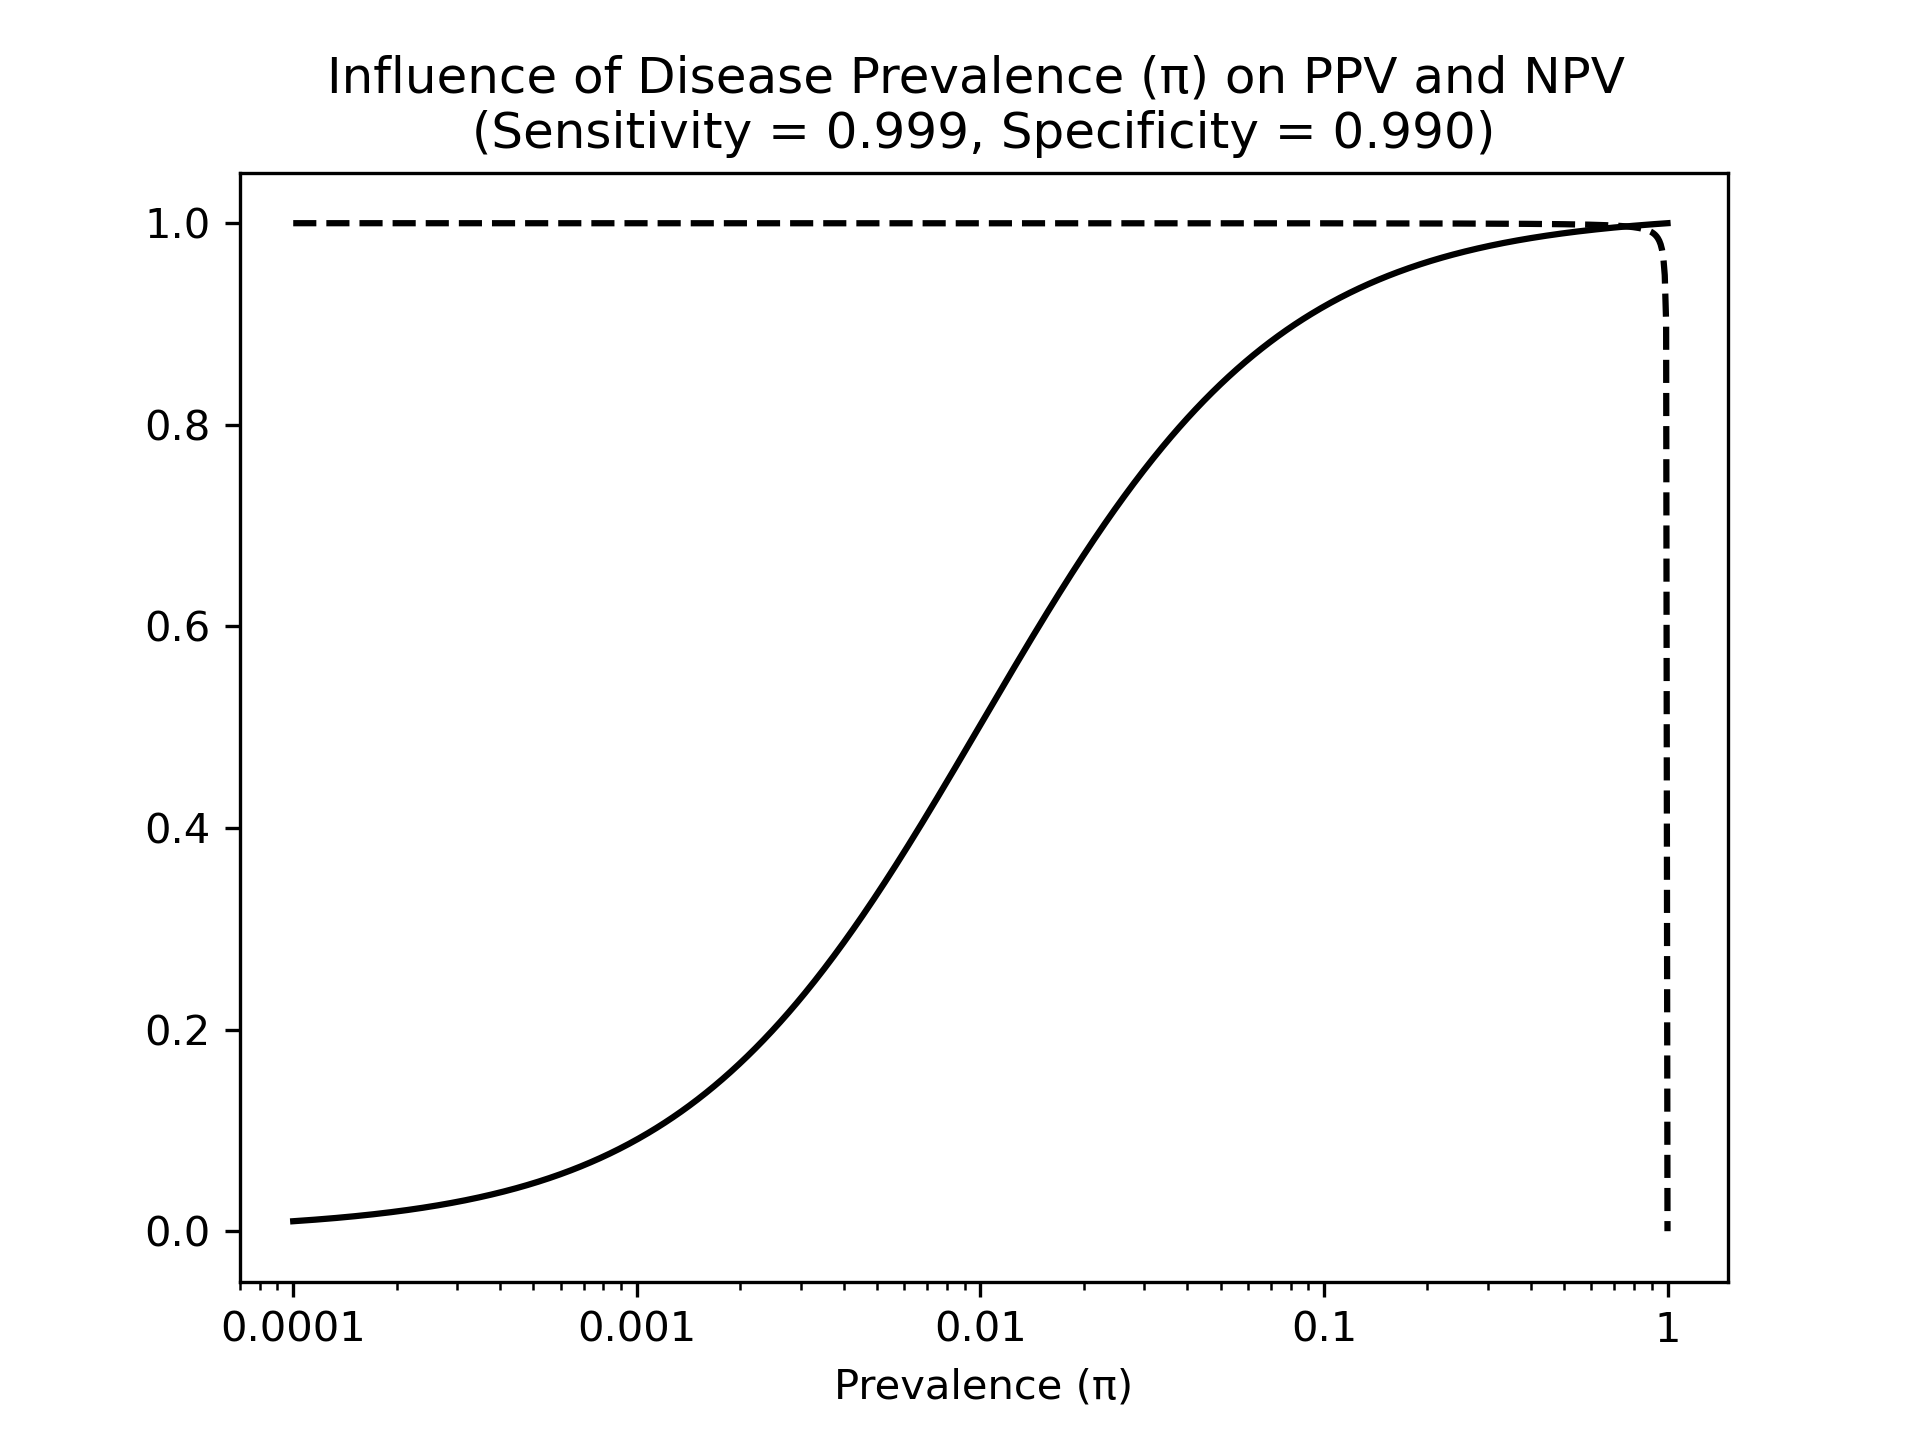 Influence of Disease Prevalence (π) on PPV and NPV
(Sensitivity = 0.999, Specificity = 0.990)
1.0
0.8
0.6
0.4
0.2
0.0
0.0001 0.001 0.01 0.1 1
Prevalence (π)